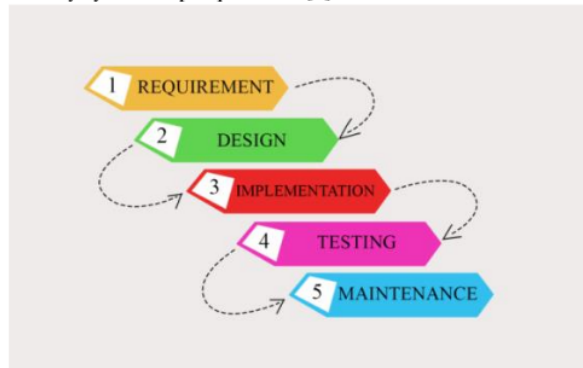 1 REQUIREMENT
2 DESIGN
3 IMPLEMENTATION
4 TESTING
5 MAINTENANCE